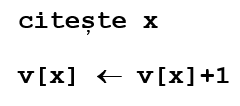 citește x
v[x] ← v[x]+1